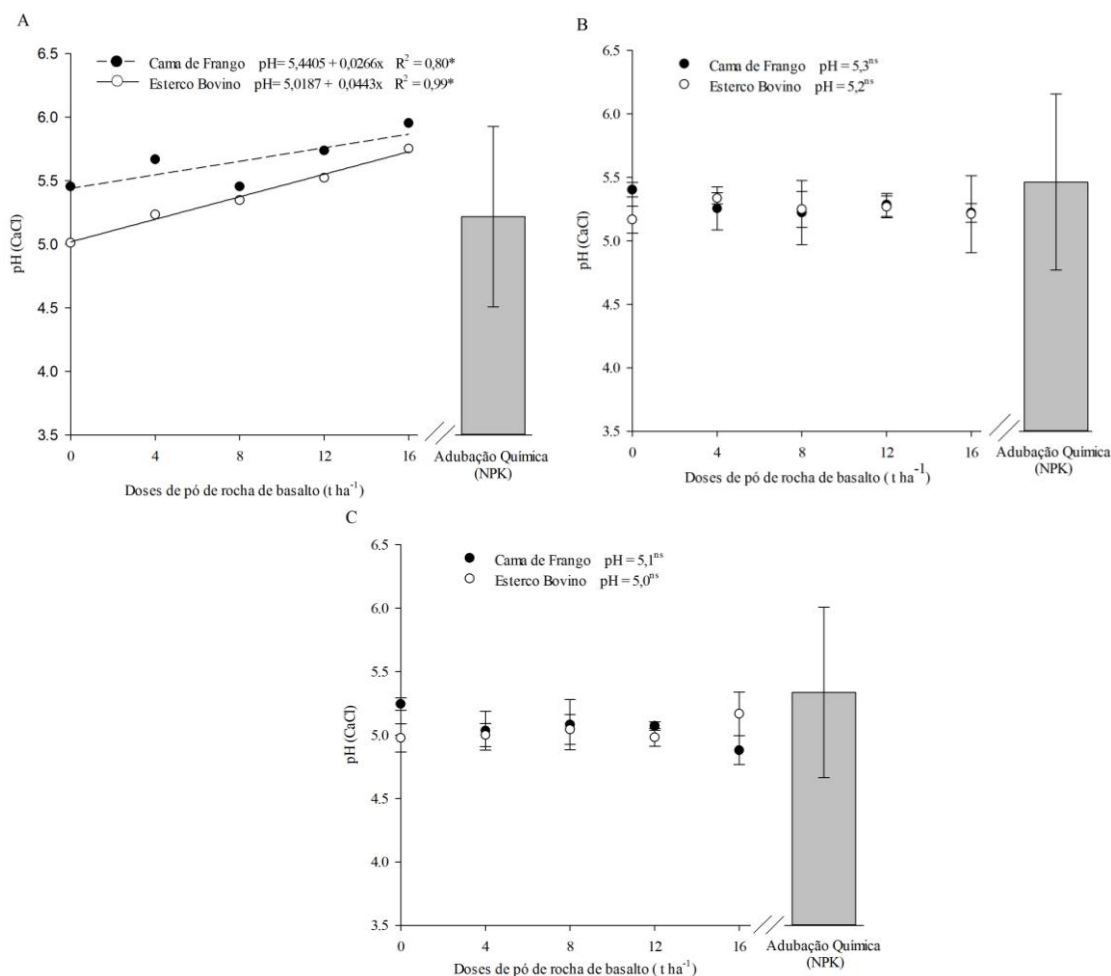 A
Cama de Frango pH= 5,4405 + 0,0266x R² = 0,80*
Esterco Bovino pH= 5,0187 + 0,0443x R² = 0,99*
6.5
6.0
5.5
5.0
4.5
4.0
3.5
pH (CaCl)
0 4 8 12 16
Adubação Química
(NPK)
Doses de pó de rocha de basalto (t ha⁻¹)
B
Cama de Frango pH = 5,3ⁿˢ
Esterco Bovino pH = 5,2ⁿˢ
6.5
6.0
5.5
5.0
4.5
4.0
3.5
pH (CaCl)
0 4 8 12 16
Adubação Química
(NPK)
Doses de pó de rocha de basalto ( t ha⁻¹)
C
Cama de Frango pH = 5,1ⁿˢ
Esterco Bovino pH = 5,0ⁿˢ
6.5
6.0
5.5
5.0
4.5
4.0
3.5
pH (CaCl)
0 4 8 12 16
Adubação Química
(NPK)
Doses de pó de rocha de basalto ( t ha⁻¹)